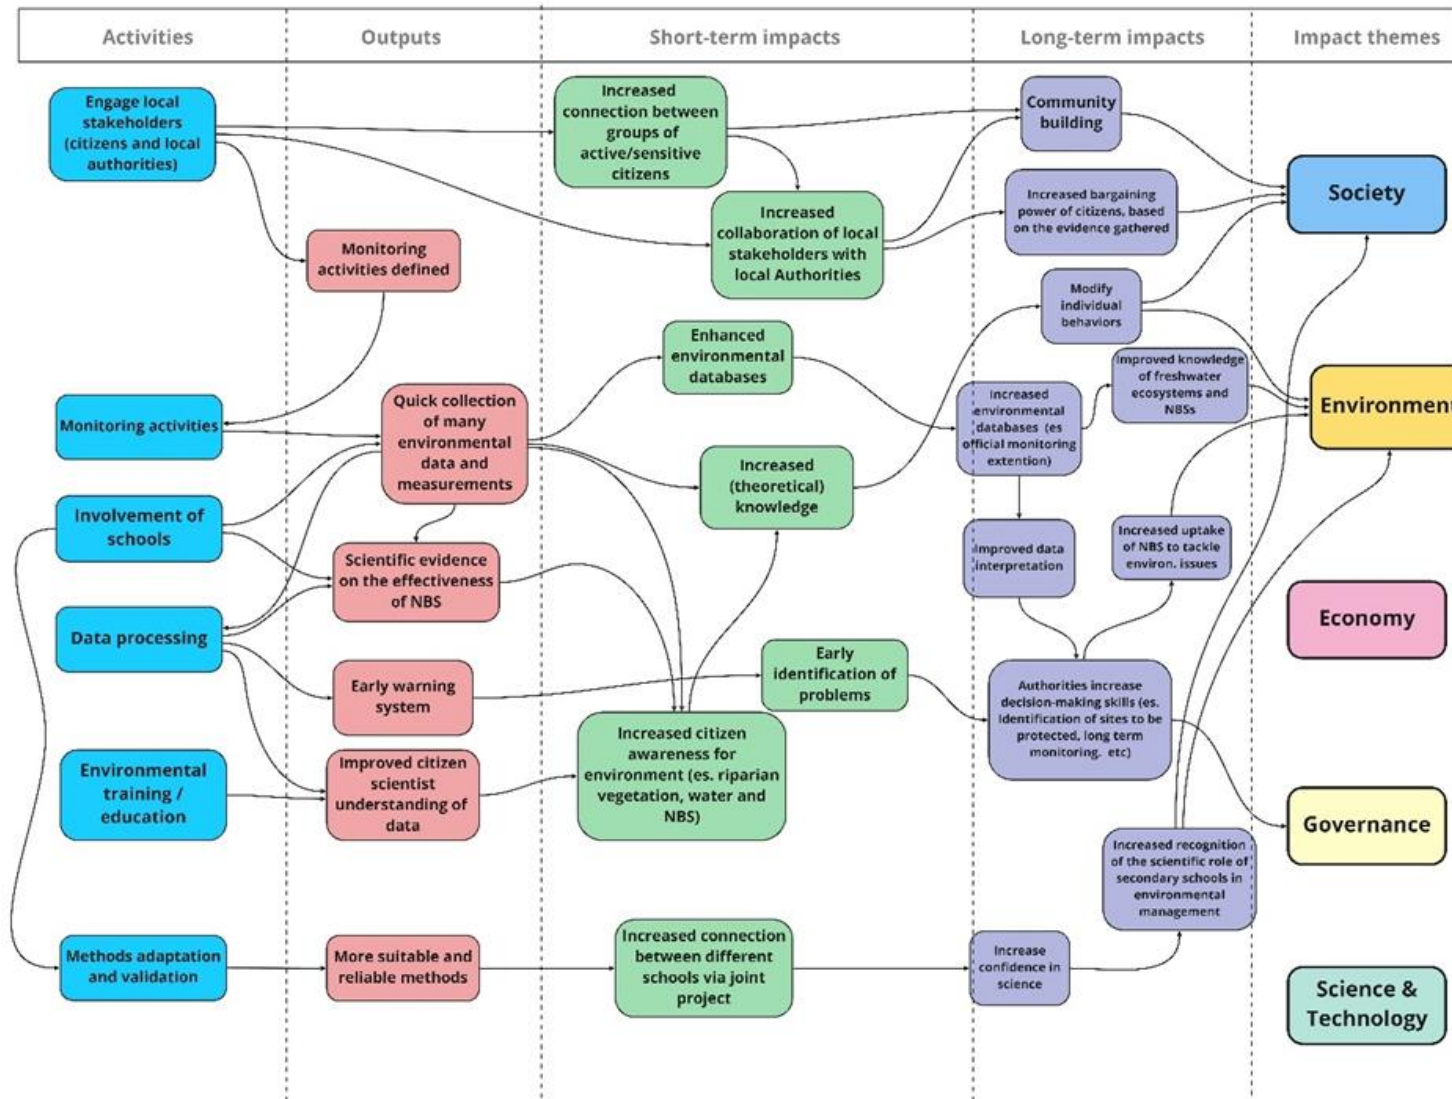 Activities
Outputs
Short-term impacts
Long-term impacts
Impact themes
Engage local
stakeholders
(citizens and local
authorities)
Monitoring activities
Involvement of
schools
Data processing
Environmental
training /
education
Methods adaptation
and validation
Monitoring
activities defined
Quick collection
of many
environmental
data and
measurements
Scientific evidence
on the effectiveness
of NBS
Early warning
system
Improved citizen
scientist
understanding of
data
More suitable and
reliable methods
Increased
connection between
groups of
active/sensitive
citizens
Increased
collaboration of local
stakeholders with
local Authorities
Enhanced
environmental
databases
Increased
(theoretical)
knowledge
Early
identification of
problems
Increased citizen
awareness for
environment (es. riparian
vegetation, water and
NBS)
Increased connection
between different
schools via joint
project
Community
building
Increased bargaining
power of citizens, based
on the evidence gathered
Modify
individual
behaviors
Improved knowledge
of freshwater
ecosystems and
NBSs
Increased
environmental
databases (es
official monitoring
extention)
Improved data
interpretation
Increased uptake
of NBS to tackle
environ. issues
Authorities increase
decision-making skills (es.
Identification of sites to be
protected, long term
monitoring. etc)
Increased recognition
of the scientific role of
secondary schools in
environmental
management
Increase
confidence in
science
Society
Environment
Economy
Governance
Science &
Technology